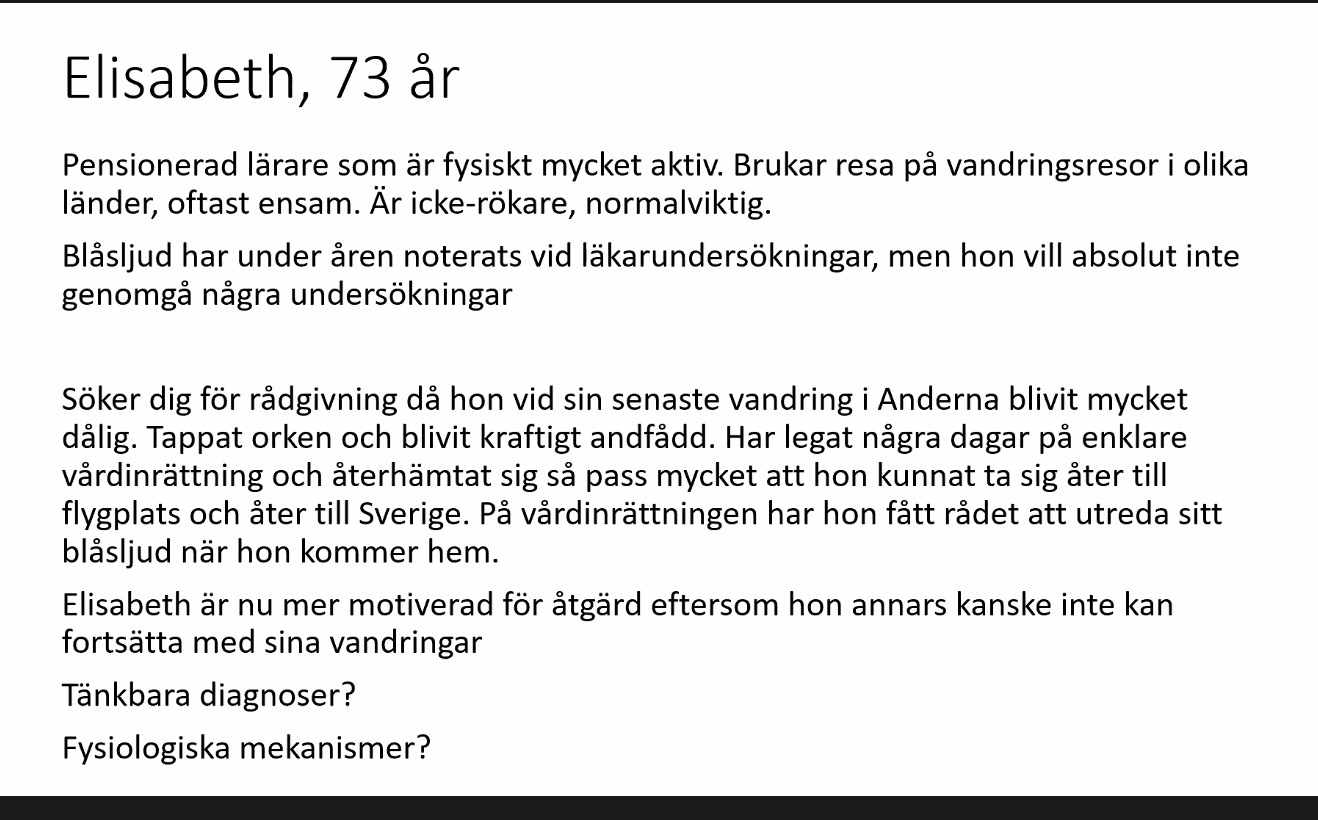 Elisabeth, 73 år
Pensionerad lärare som är fysiskt mycket aktiv. Brukar resa på vandringsresor i olika
länder, oftast ensam. Är icke-rökare, normalviktig.
Blåsljud har under åren noterats vid läkarundersökningar, men hon vill absolut inte
genomgå några undersökningar
Söker dig för rådgivning då hon vid sin senaste vandring i Anderna blivit mycket
dålig. Tappat orken och blivit kraftigt andfådd. Har legat några dagar på enklare
vårdinrättning och återhämtat sig så pass mycket att hon kunnat ta sig åter till
flygplats och åter till Sverige. På vårdinrättningen har hon fått rådet att utreda sitt
blåsljud när hon kommer hem.
Elisabeth är nu mer motiverad för åtgärd eftersom hon annars kanske inte kan
fortsätta med sina vandringar
Tänkbara diagnoser?
Fysiologiska mekanismer?